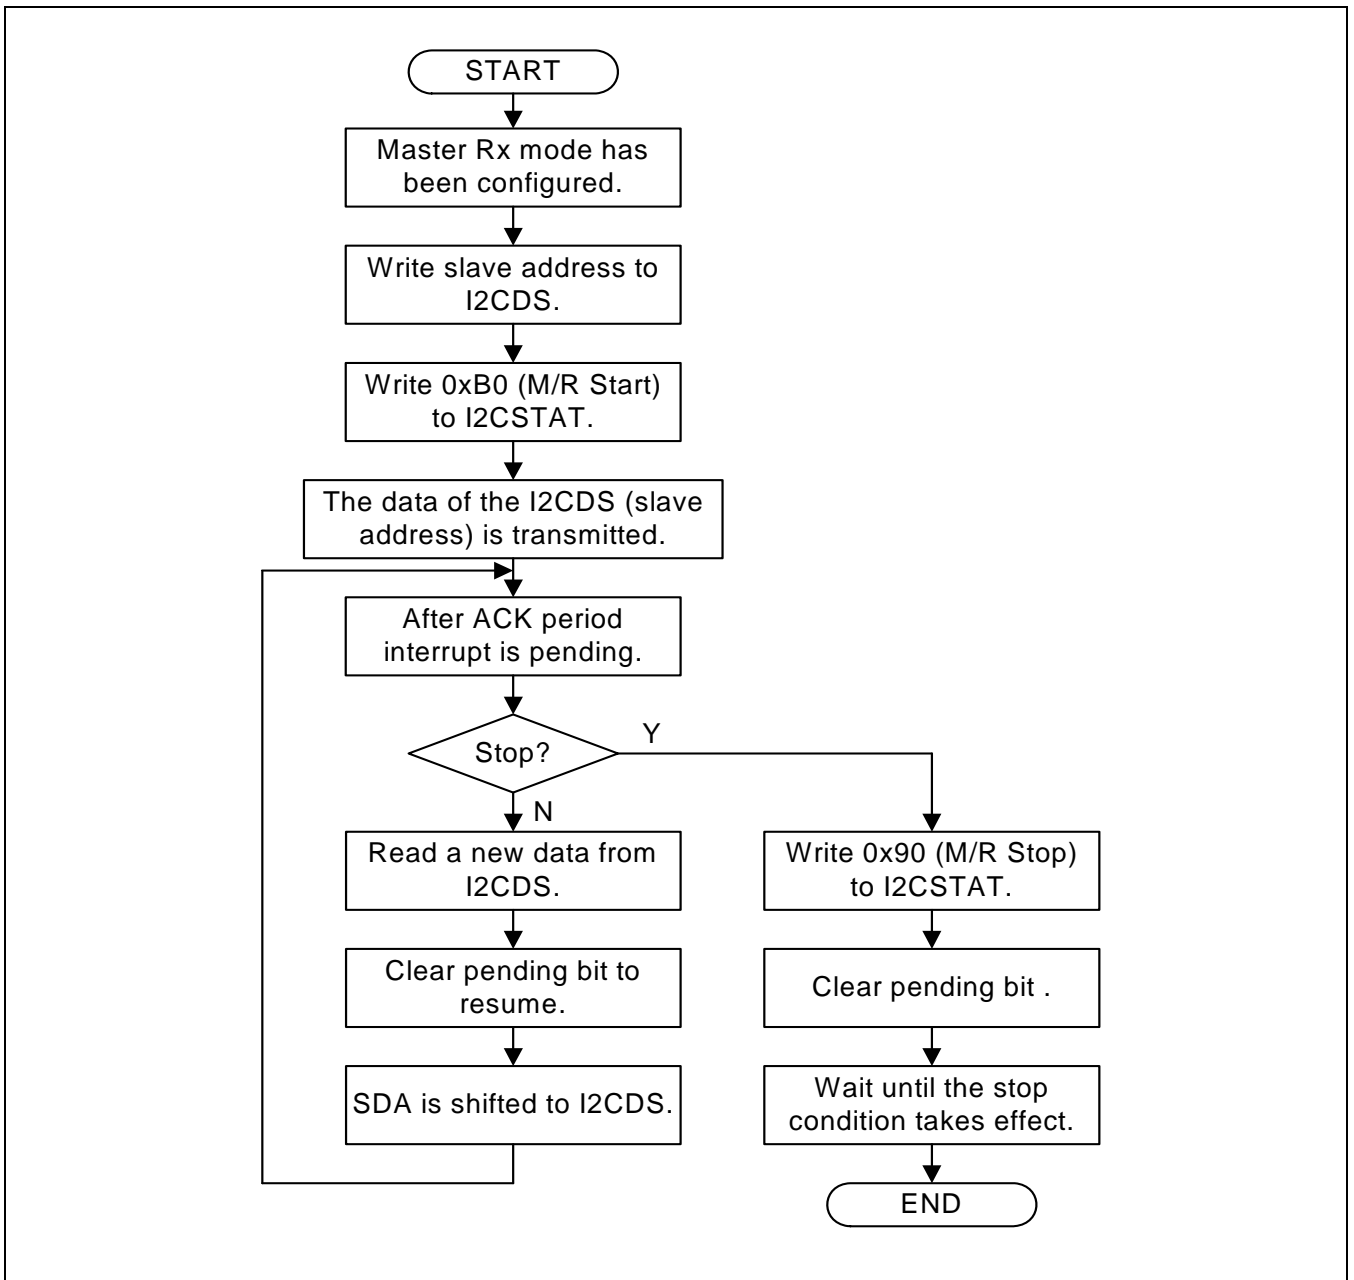 START
Master Rx mode has
been configured.
Write slave address to
I2CDS.
Write 0xB0 (M/R Start)
to I2CSTAT.
The data of the I2CDS (slave
address) is transmitted.
After ACK period
interrupt is pending.
Stop?
Y
N
Read a new data from
I2CDS.
Clear pending bit to
resume.
SDA is shifted to I2CDS.
Write 0x90 (M/R Stop)
to I2CSTAT.
Clear pending bit .
Wait until the stop
condition takes effect.
END